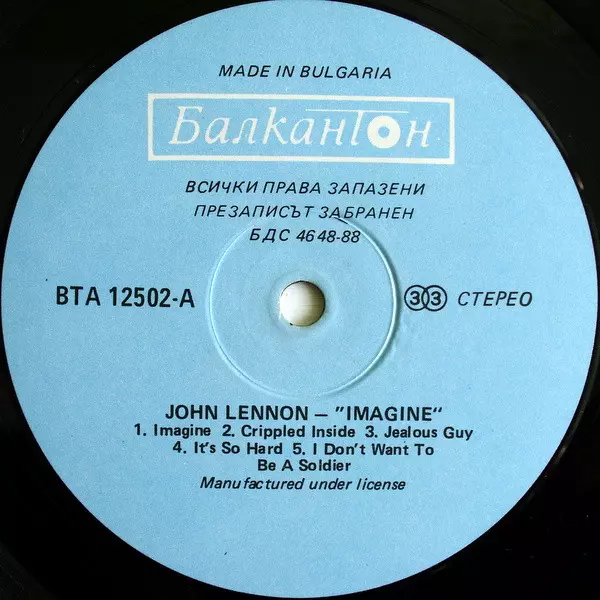 MADE IN BULGARIA
Балкантон
ВСИЧКИ ПРАВА ЗАПАЗЕНИ
ПРЕЗАПИСЪТ ЗАБРАНЕН
БДС 4648-88
ВТА 12502-А
33 СТЕРЕО
JOHN LENNON – "IMAGINE"
1. Imagine 2. Crippled Inside 3. Jealous Guy
4. It's So Hard 5. I Don't Want To
Be A Soldier
Manufactured under license